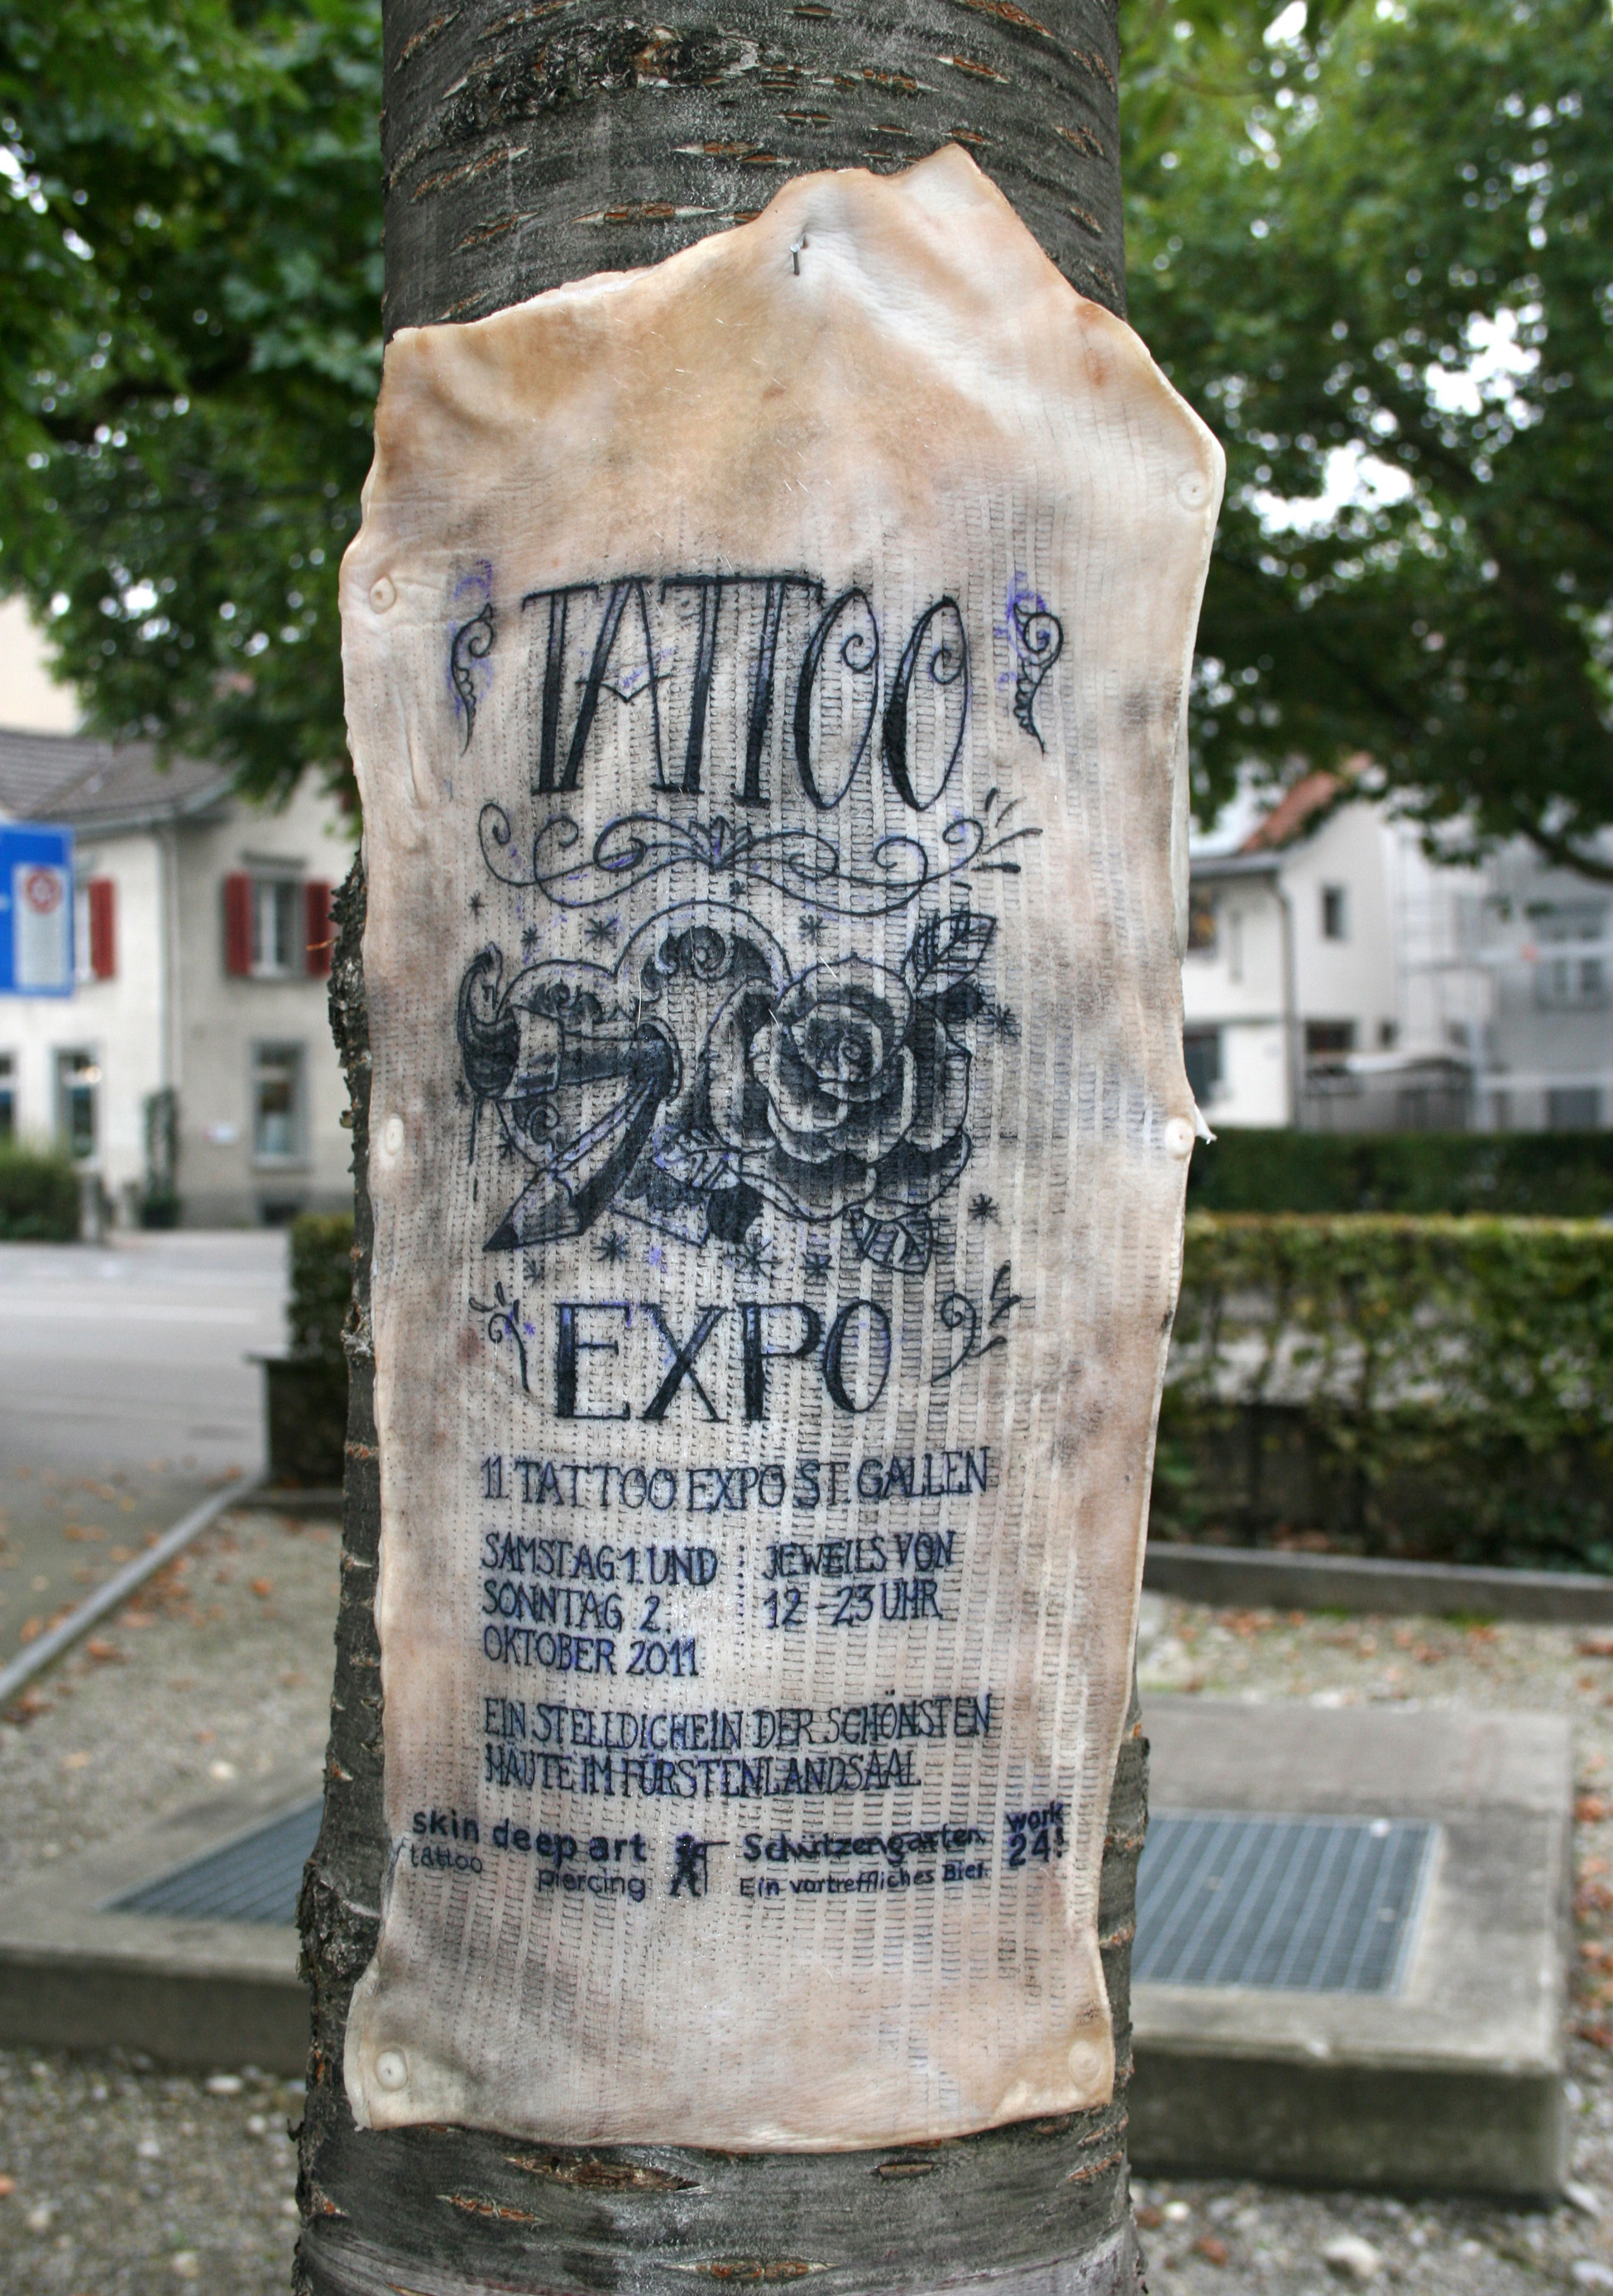 TATTOO
EXPO
11. TATTOO EXPO ST. GALLEN
SAMSTAG 1. UND
SONNTAG 2.
OKTOBER 2011
JEWEILS VON
12 - 23 UHR
EIN STELLDICHEIN DER SCHÖNSTEN
HÄUTE IM FÜRSTENLANDSAAL
skin deep art
tattoo piercing
Schützengarten
Ein vortreffliches Bier.
work
24!